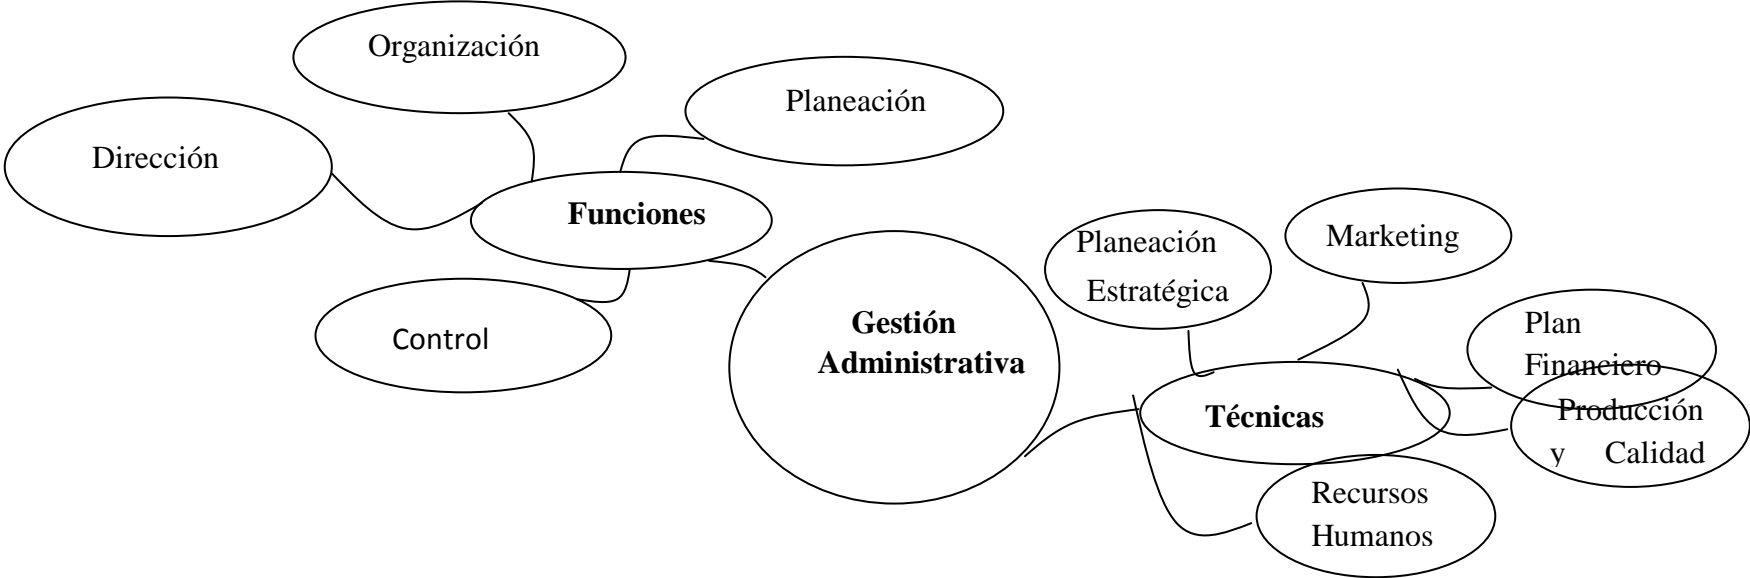 Organización
Planeación
Dirección
Funciones
Control
Gestión
Administrativa
Planeación
Estratégica
Marketing
Plan
Financiero
Producción
y Calidad
Técnicas
Recursos
Humanos